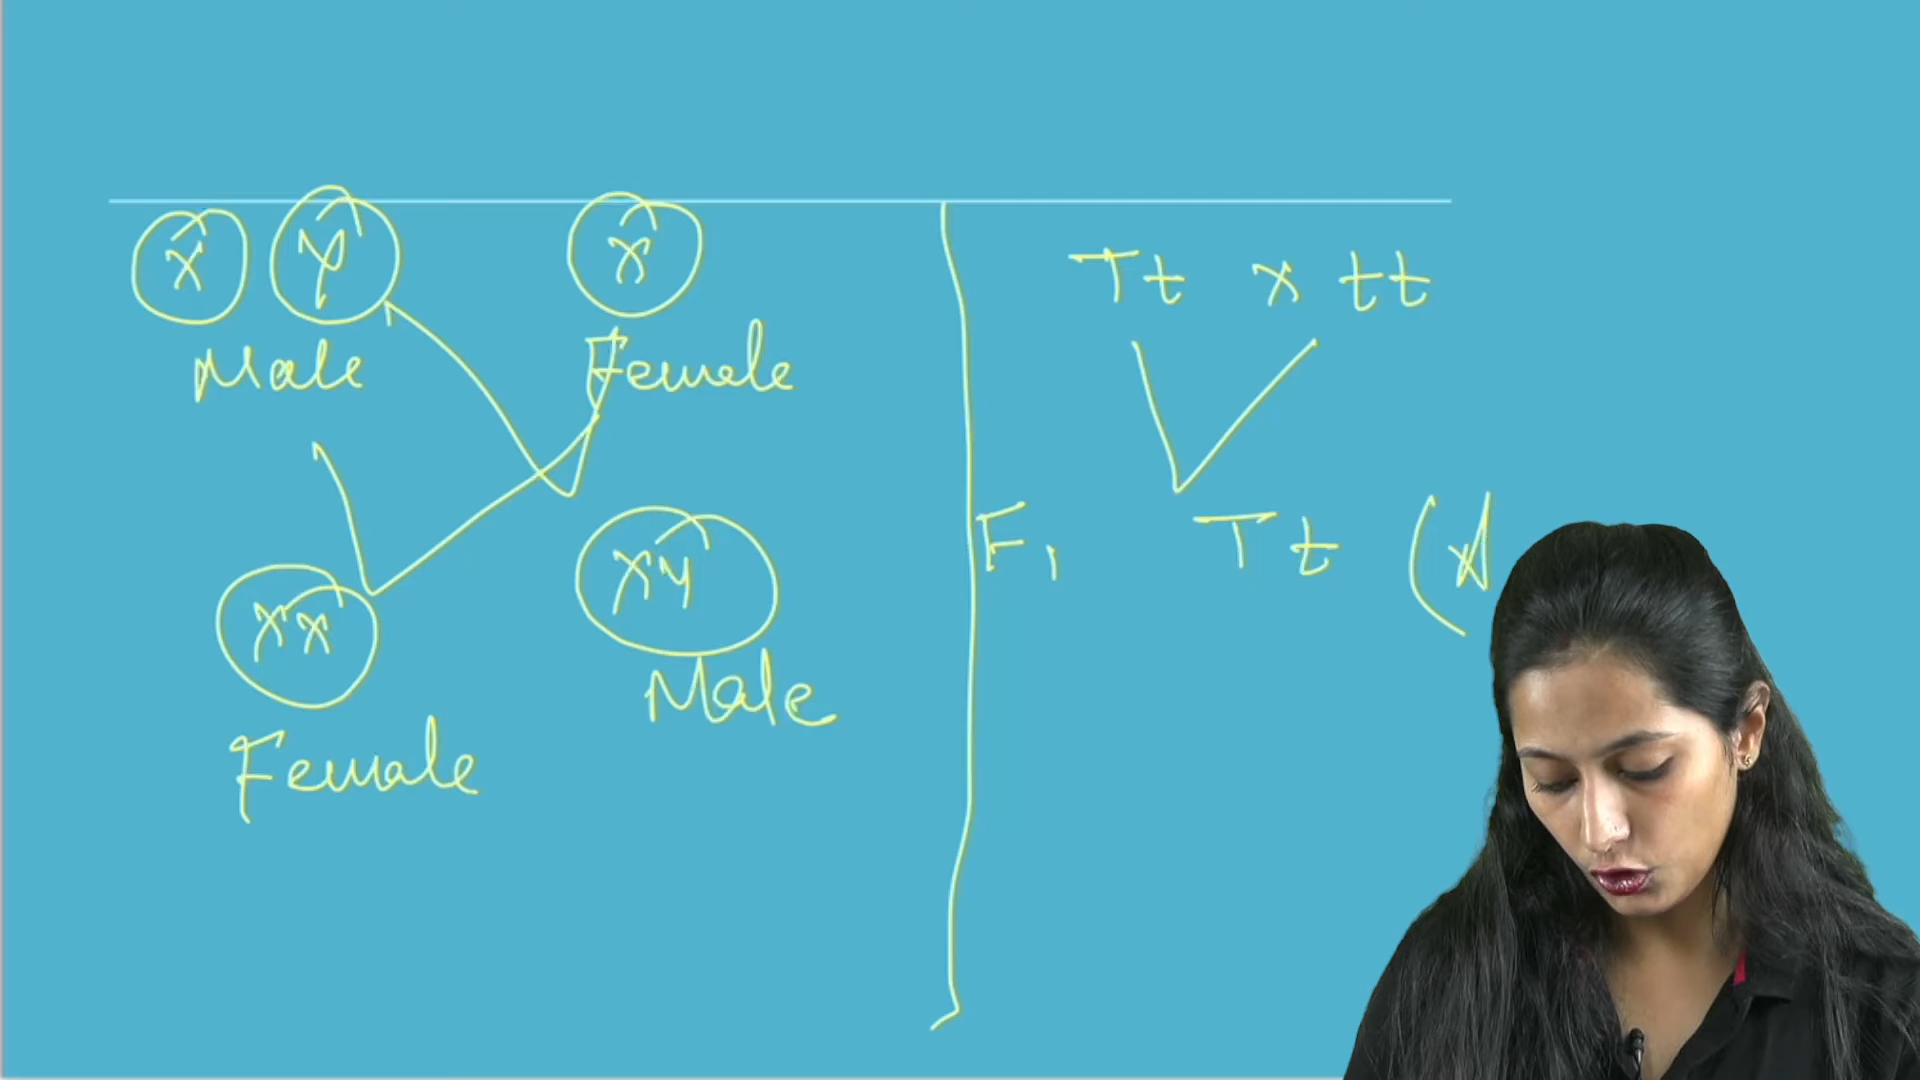 X Y X
Male Female
XX XY
Female Male
Tt x tt
F1 Tt (